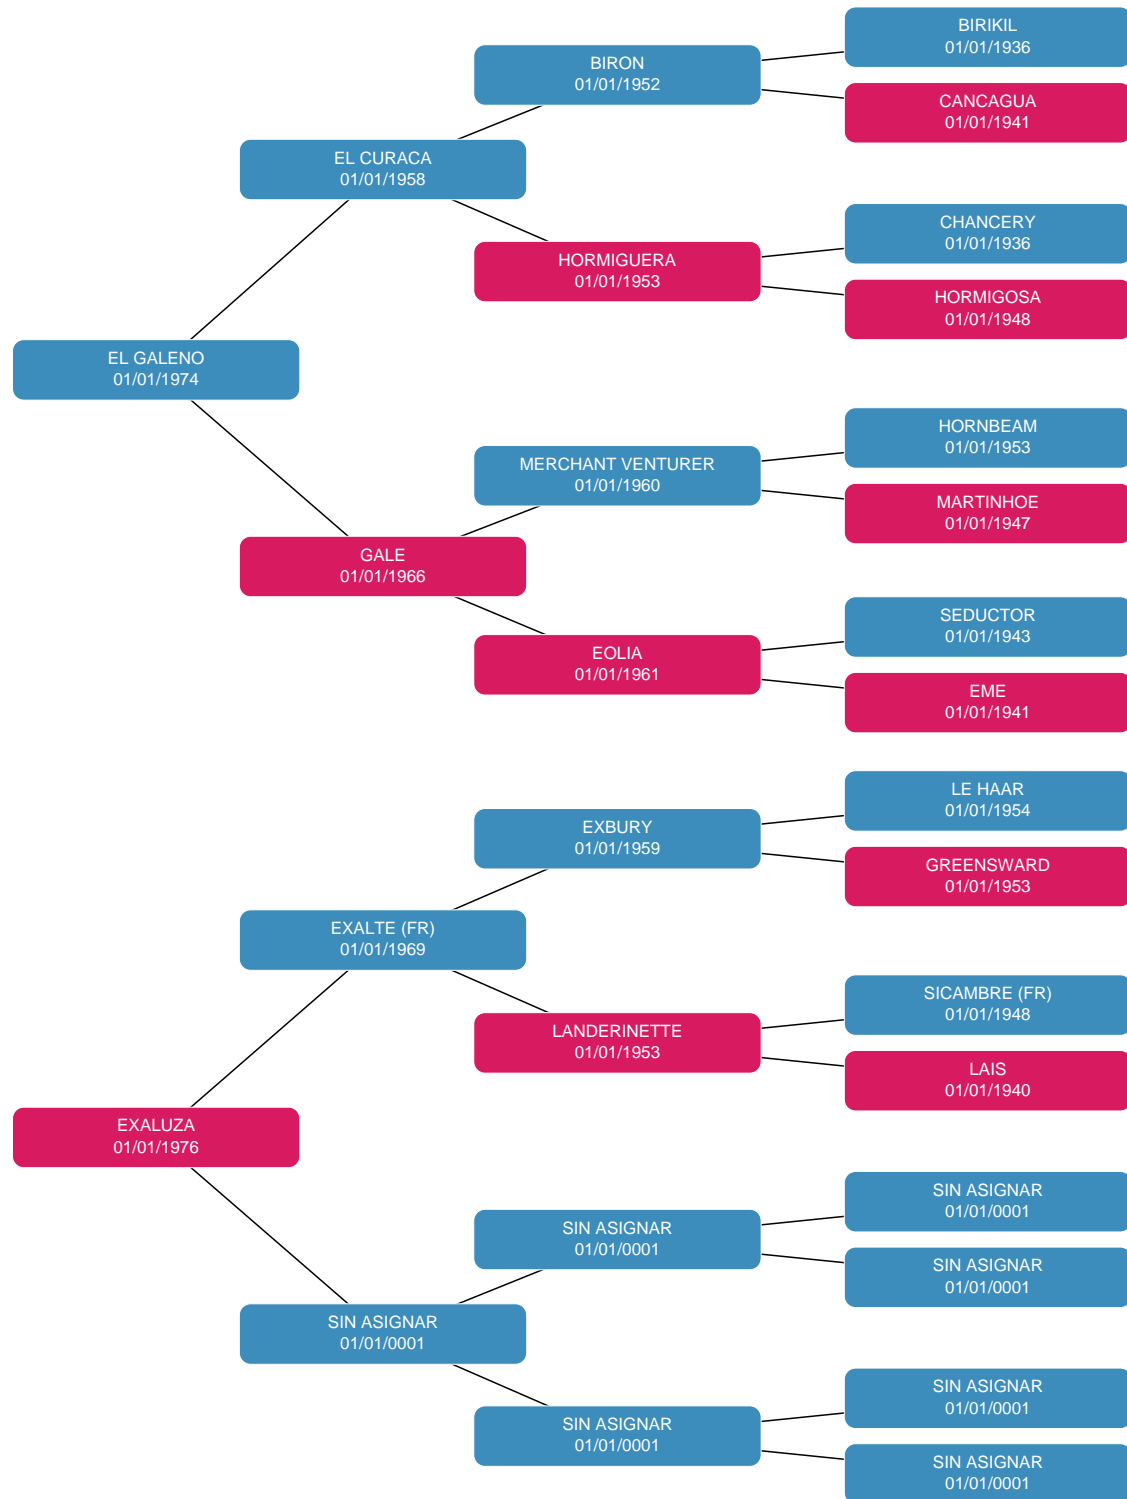 BIRIKIL
01/01/1936
BIRON
01/01/1952
CANCAGUA
01/01/1941
EL CURACA
01/01/1958
CHANCERY
01/01/1936
HORMIGUERA
01/01/1953
HORMIGOSA
01/01/1948
EL GALENO
01/01/1974
HORNBEAM
01/01/1953
MERCHANT VENTURER
01/01/1960
MARTINHOE
01/01/1947
GALE
01/01/1966
SEDUCTOR
01/01/1943
EOLIA
01/01/1961
EME
01/01/1941
LE HAAR
01/01/1954
EXBURY
01/01/1959
GREENSWARD
01/01/1953
EXALTE (FR)
01/01/1969
SICAMBRE (FR)
01/01/1948
LANDERINETTE
01/01/1953
LAIS
01/01/1940
EXALUZA
01/01/1976
SIN ASIGNAR
01/01/0001
SIN ASIGNAR
01/01/0001
SIN ASIGNAR
01/01/0001
SIN ASIGNAR
01/01/0001
SIN ASIGNAR
01/01/0001
SIN ASIGNAR
01/01/0001
SIN ASIGNAR
01/01/0001